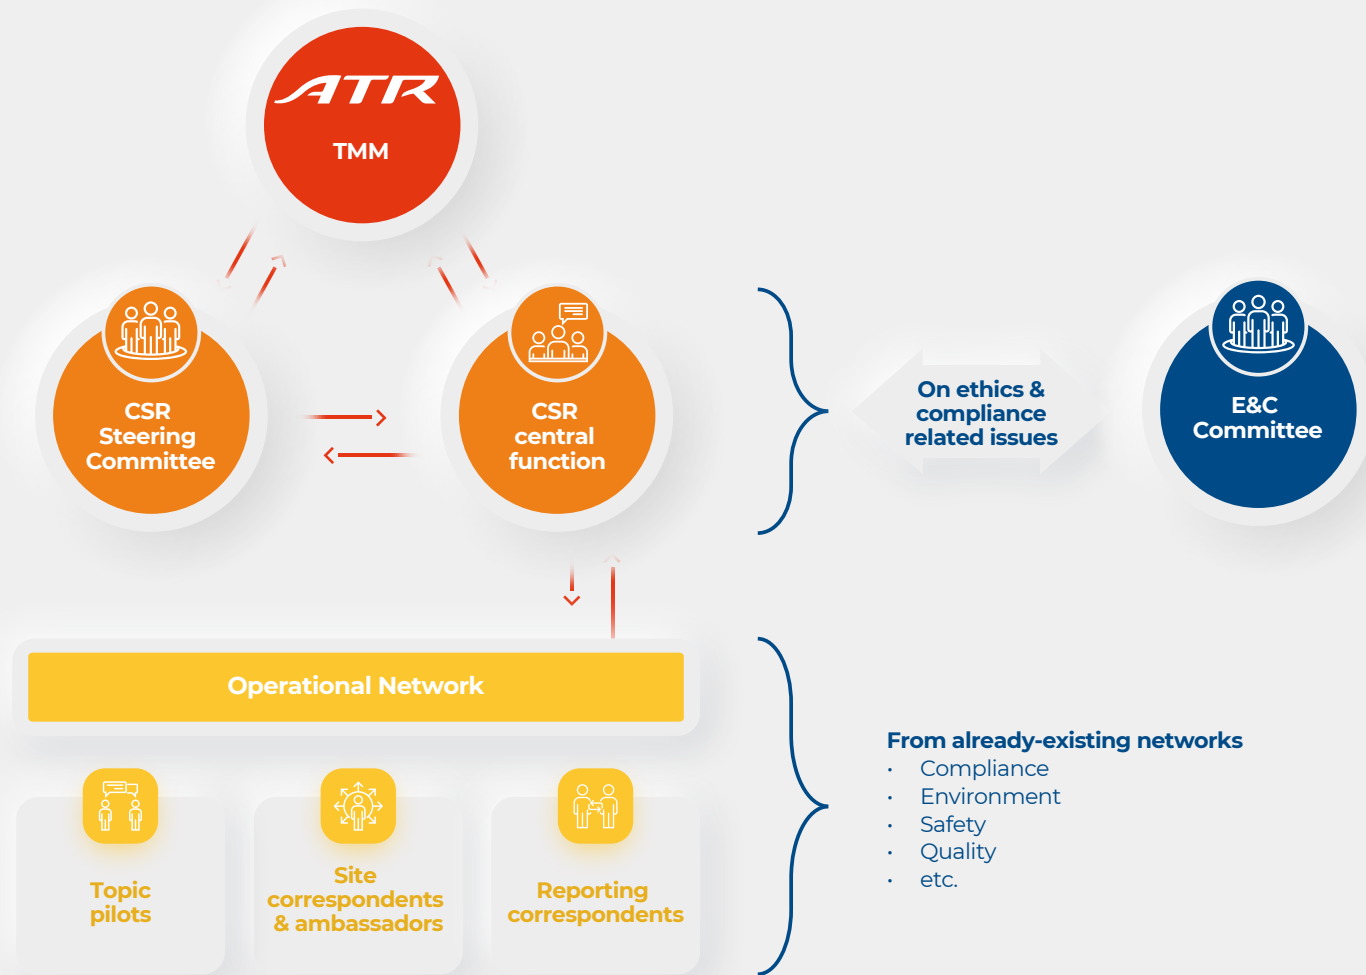 ATR
TMM
CSR
Steering
Committee
CSR
central
function
On ethics &
compliance
related issues
E&C
Committee
Operational Network
Topic
pilots
Site
correspondents
& ambassadors
Reporting
correspondents
From already-existing networks
• Compliance
• Environment
• Safety
• Quality
• etc.